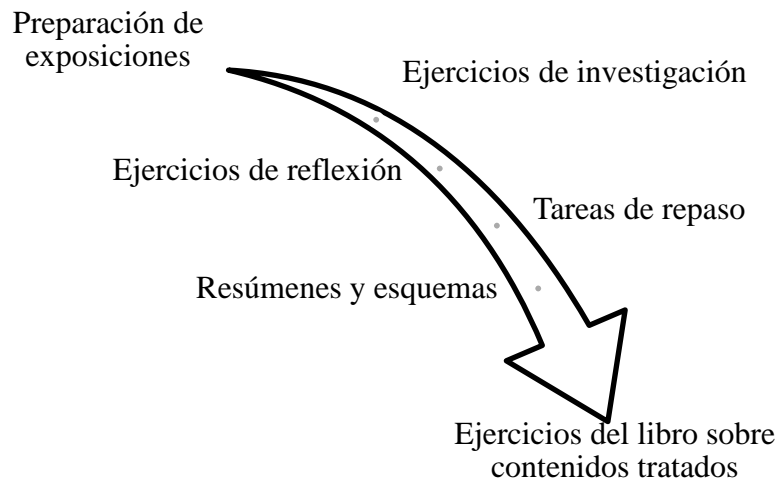 Preparación de
exposiciones
Ejercicios de investigación
Ejercicios de reflexión
Tareas de repaso
Resúmenes y esquemas
Ejercicios del libro sobre
contenidos tratados